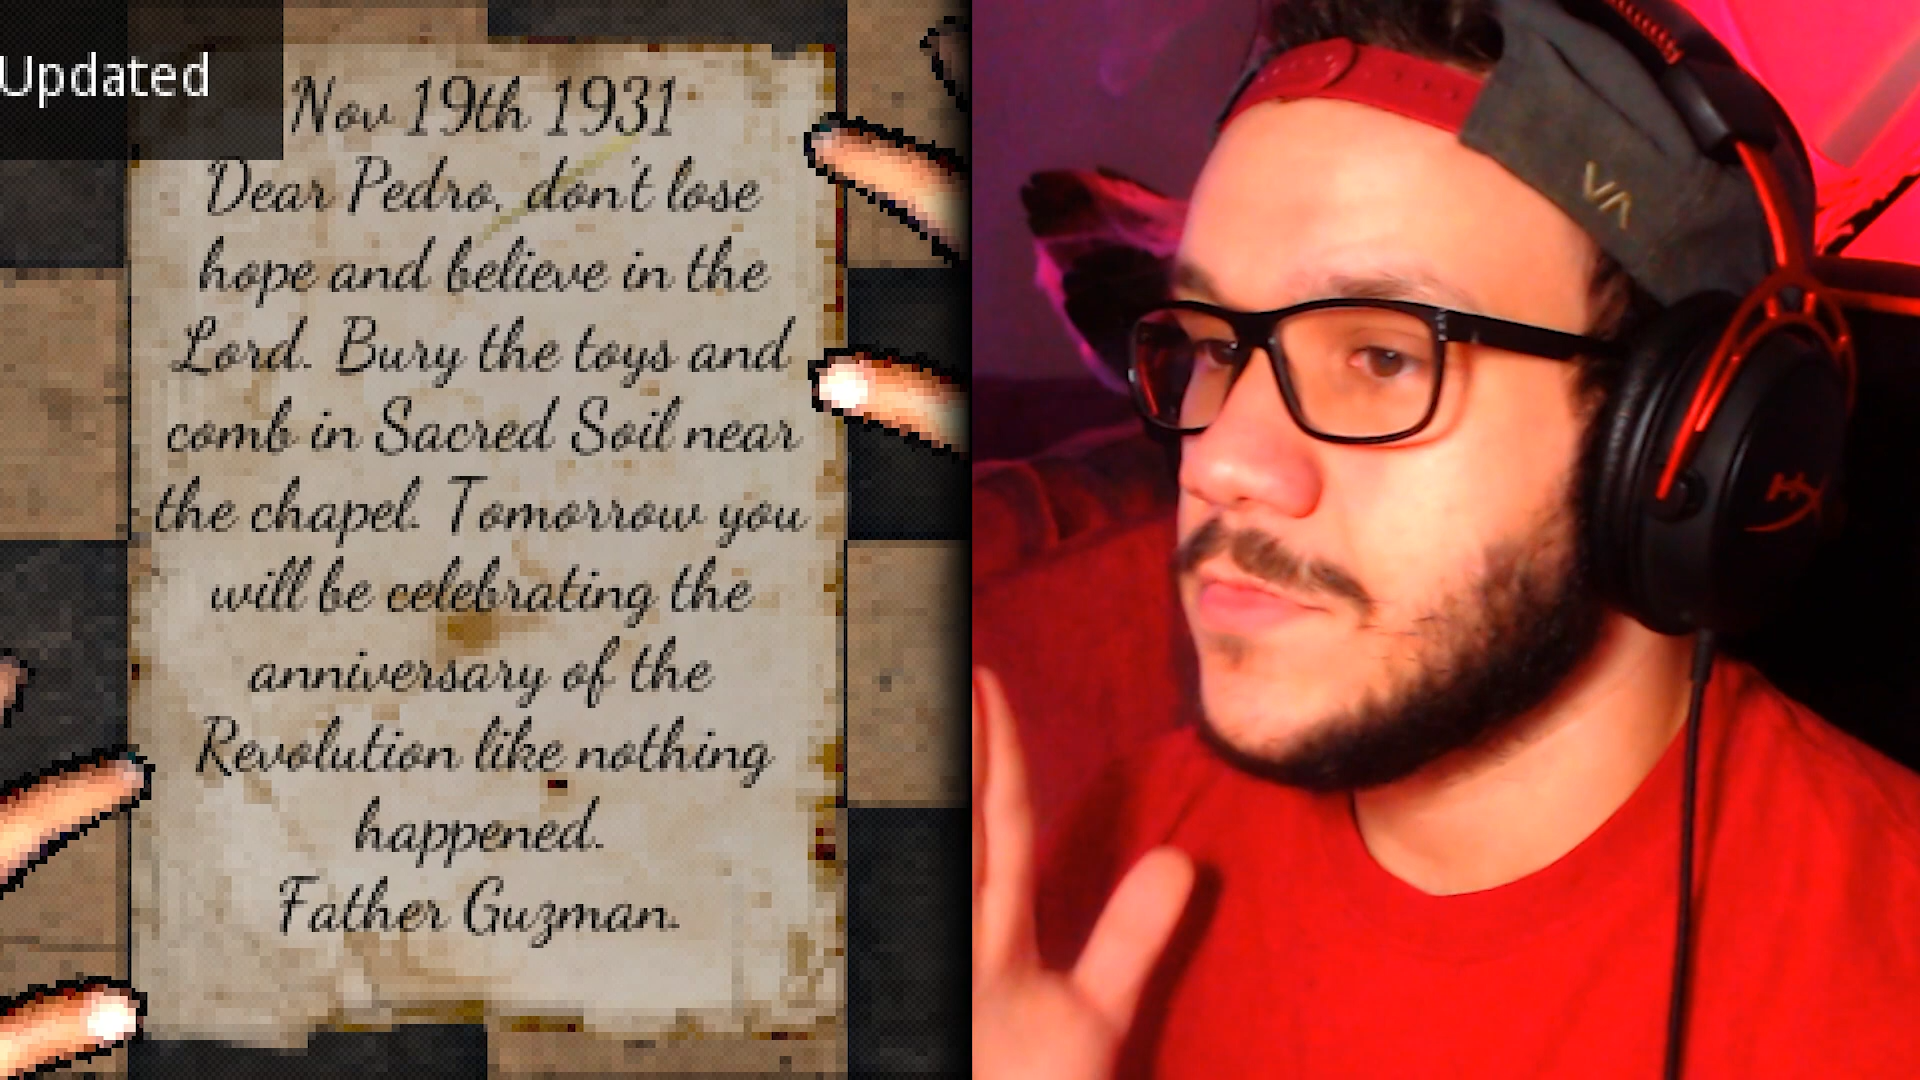 Updated
Nov 19th 1931
Dear Pedro, don't lose
hope and believe in the
Lord. Bury the toys and
comb in Sacred Soil near
the chapel. Tomorrow you
will be celebrating the
anniversary of the
Revolution like nothing
happened.
Father Guzman.
VA
HX